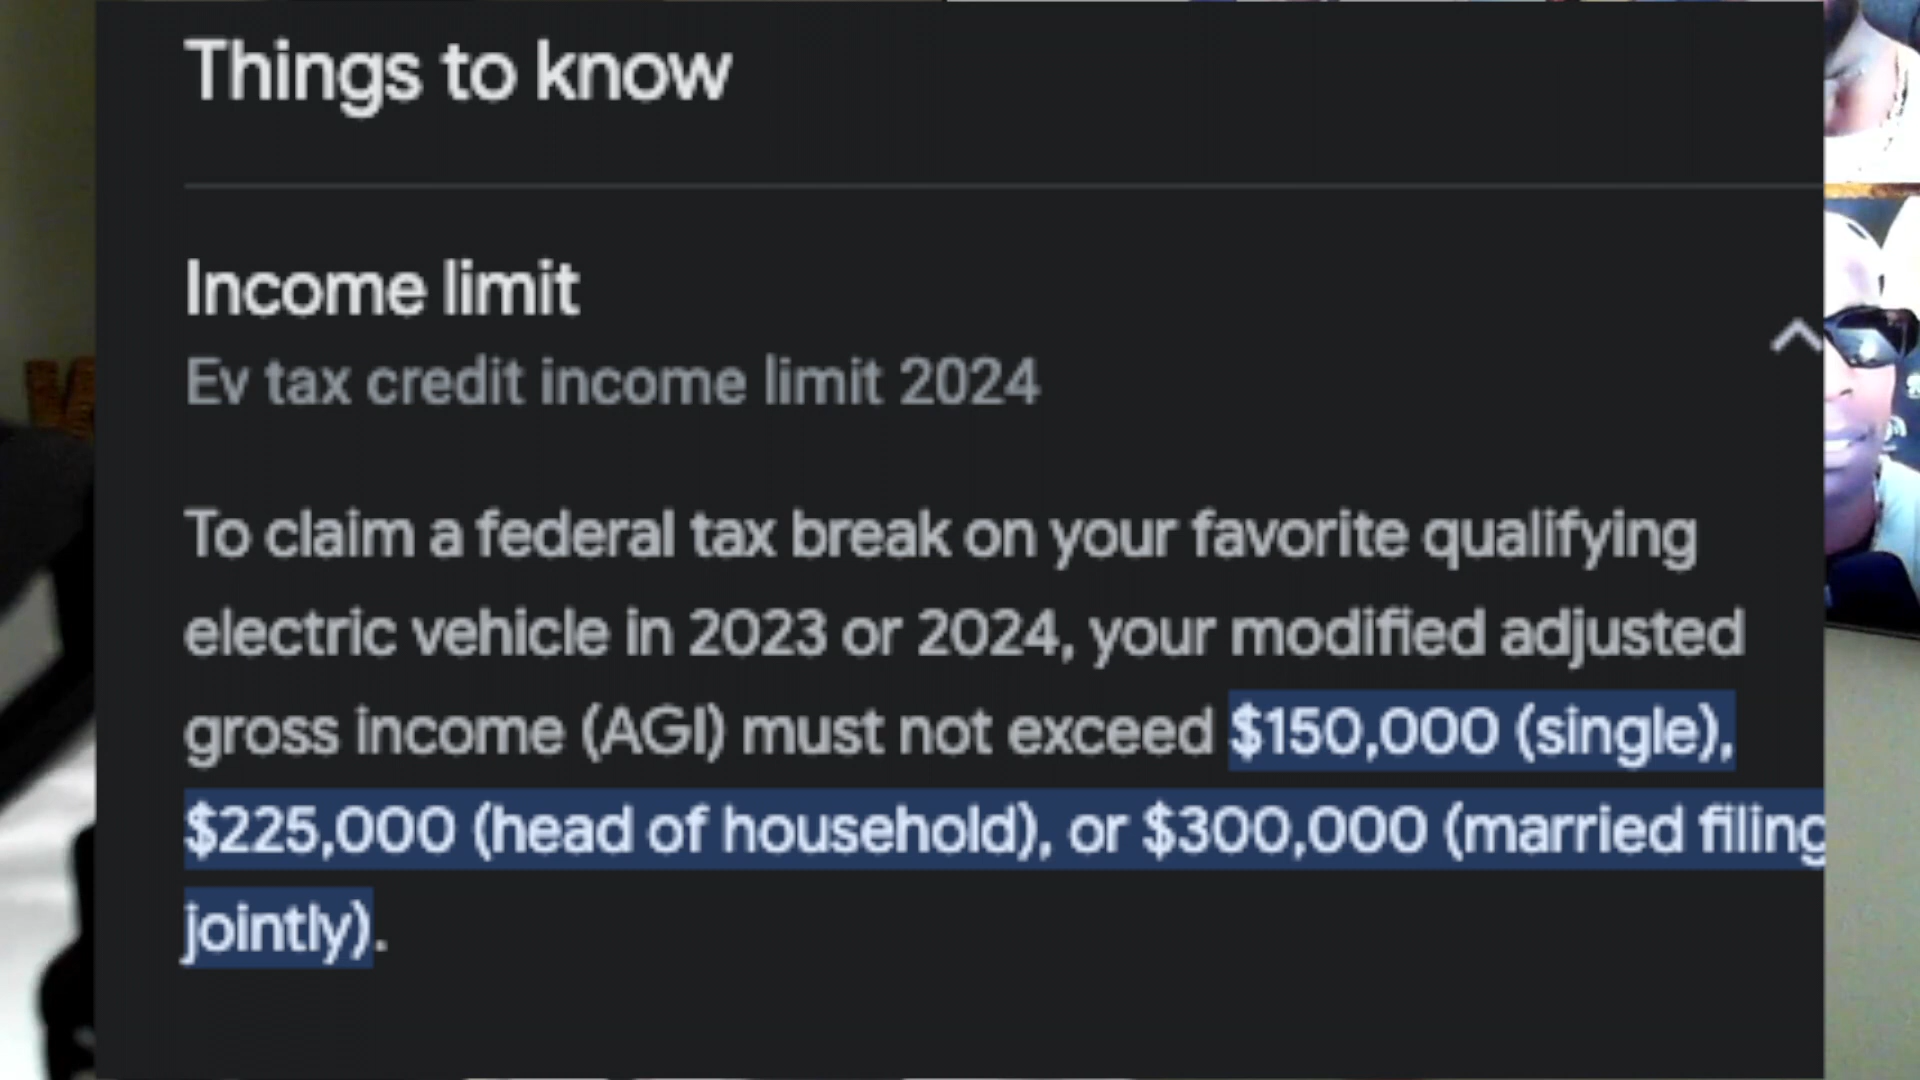 Things to know
Income limit
Ev tax credit income limit 2024
To claim a federal tax break on your favorite qualifying
electric vehicle in 2023 or 2024, your modified adjusted
gross income (AGI) must not exceed $150,000 (single),
$225,000 (head of household), or $300,000 (married filing
jointly).